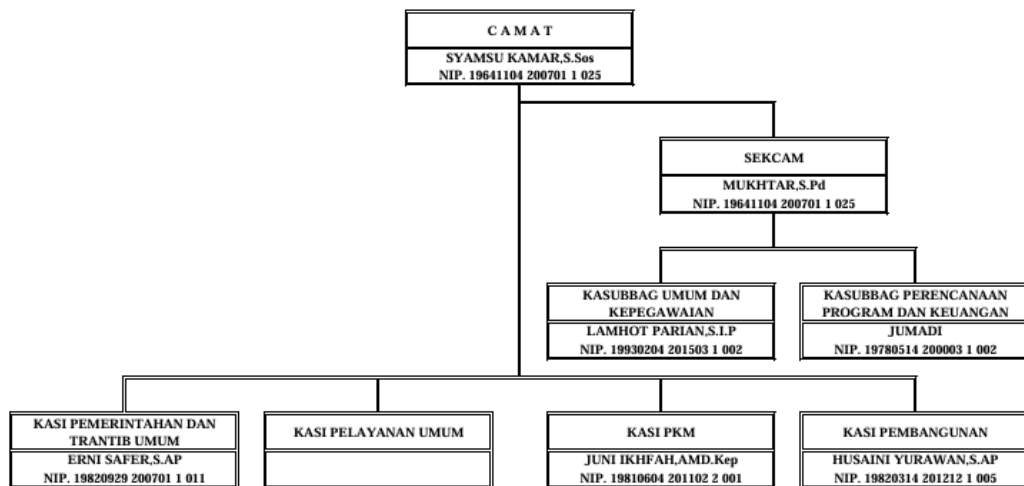 C A M A T
SYAMSU KAMAR,S.Sos
NIP. 19641104 200701 1 025
SEKCAM
MUKHTAR,S.Pd
NIP. 19641104 200701 1 025
KASUBBAG UMUM DAN
KEPEGAWAIAN
LAMHOT PARIAN,S.I.P
NIP. 19930204 201503 1 002
KASUBBAG PERENCANAAN
PROGRAM DAN KEUANGAN
JUMADI
NIP. 19780514 200003 1 002
KASI PEMERINTAHAN DAN
TRANTIB UMUM
ERNI SAFER,S.AP
NIP. 19820929 200701 1 011
KASI PELAYANAN UMUM
KASI PKM
JUNI IKHFAH,AMD.Kep
NIP. 19810604 201102 2 001
KASI PEMBANGUNAN
HUSAINI YURAWAN,S.AP
NIP. 19820314 201212 1 005